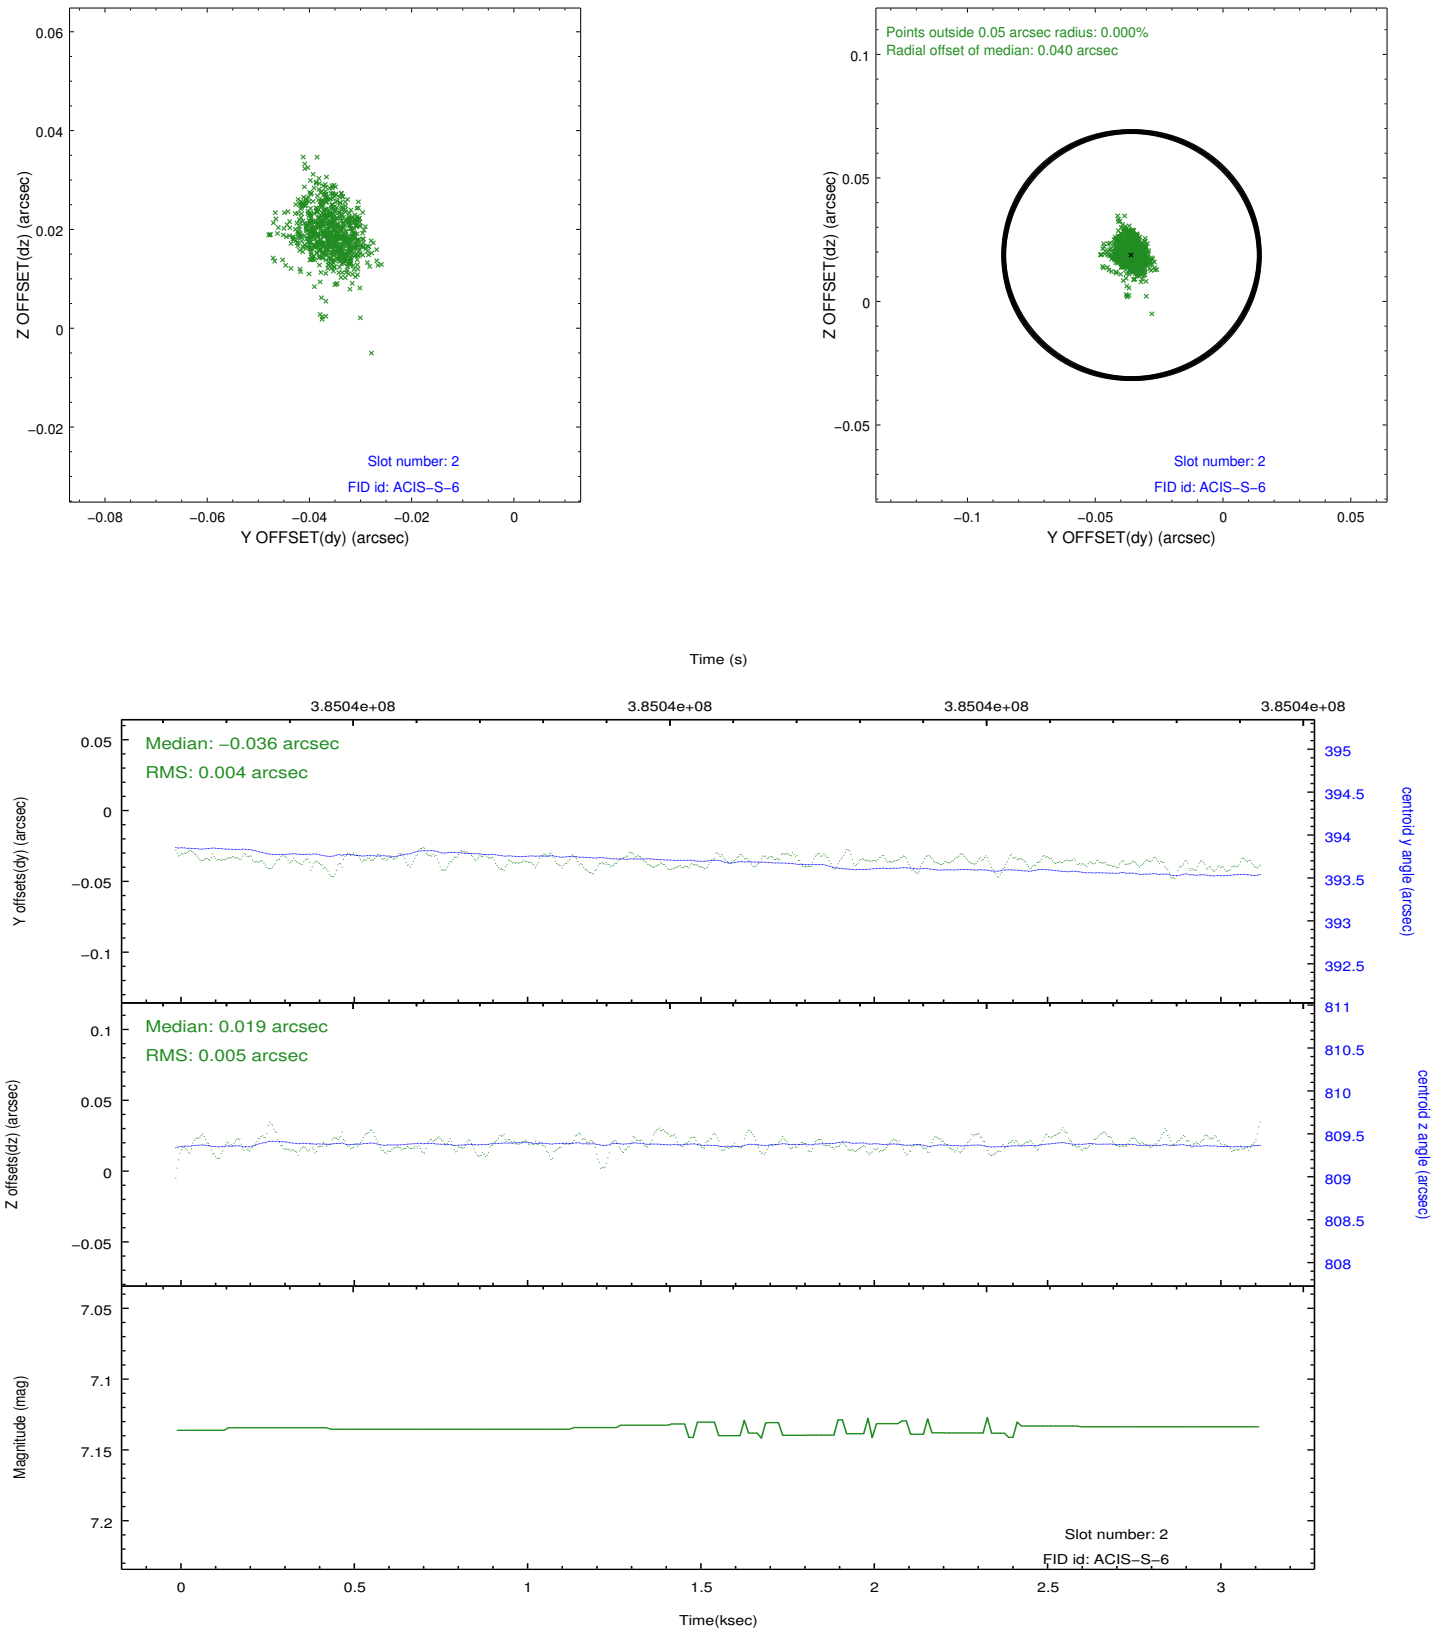 0.06
0.04
0.02
0
−0.02
Z OFFSET(dz) (arcsec)
Slot number: 2
FID id: ACIS−S−6
−0.08
−0.06
−0.04
−0.02
0
Y OFFSET(dy) (arcsec)
Points outside 0.05 arcsec radius: 0.000%
Radial offset of median: 0.040 arcsec
0.1
0.05
0
−0.05
Z OFFSET(dz) (arcsec)
Slot number: 2
FID id: ACIS−S−6
−0.1
−0.05
0
0.05
Y OFFSET(dy) (arcsec)
Time (s)
3.8504e+08
3.8504e+08
3.8504e+08
3.8504e+08
Median: −0.036 arcsec
RMS: 0.004 arcsec
0.05
0
−0.05
−0.1
Y offsets(dy) (arcsec)
395
394.5
394
393.5
393
392.5
centroid y angle (arcsec)
Median: 0.019 arcsec
RMS: 0.005 arcsec
0.1
0.05
0
−0.05
Z offsets(dz) (arcsec)
811
810.5
810
809.5
809
808.5
808
centroid z angle (arcsec)
7.05
7.1
7.15
7.2
Magnitude (mag)
Slot number: 2
FID id: ACIS−S−6
0
0.5
1
1.5
2
2.5
3
Time(ksec)